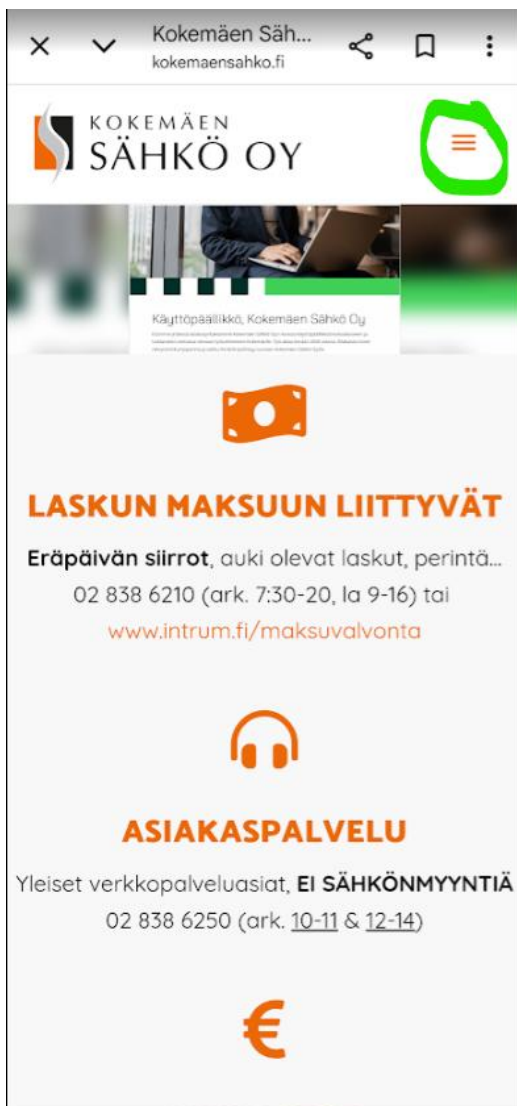 Kokemäen Säh...
kokemaensahko.fi
KOKEMÄEN
SÄHKÖ OY
Käyttöpäällikkö, Kokemäen Sähkö Oy
LASKUN MAKSUUN LIITTYVÄT
Eräpäivän siirrot, auki olevat laskut, perintä...
02 838 6210 (ark. 7:30-20, la 9-16) tai
www.intrum.fi/maksuvalvonta
ASIAKASPALVELU
Yleiset verkkopalveluasiat, EI SÄHKÖNMYYNTIÄ
02 838 6250 (ark. 10-11 & 12-14)
€